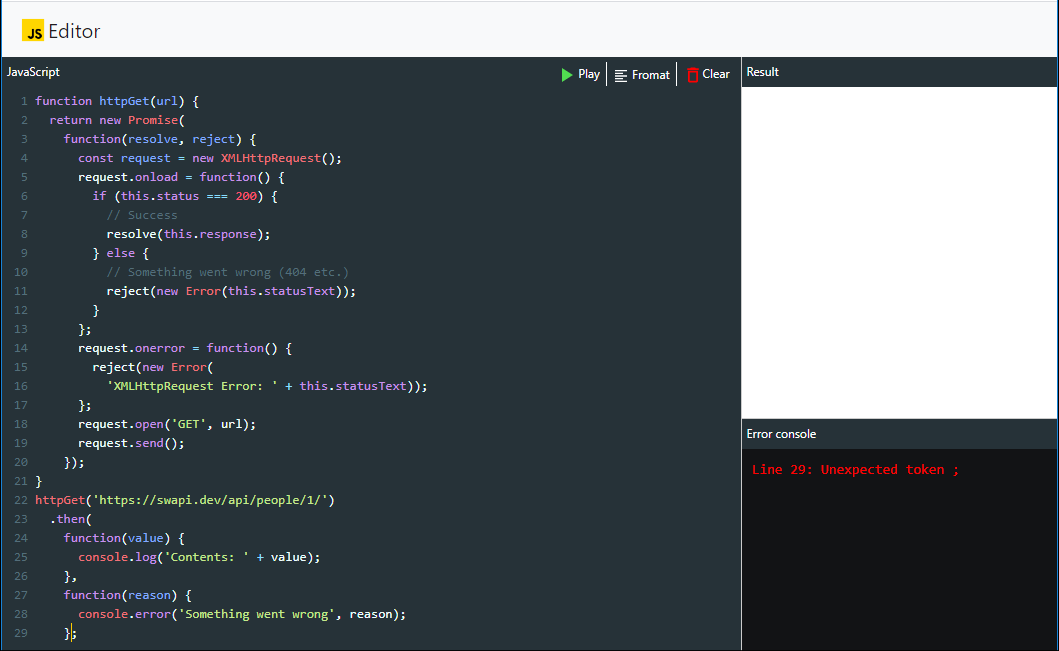 JS Editor
JavaScript
Play
Fromat
Clear
Result
1 function httpGet(url) {
2   return new Promise(
3     function(resolve, reject) {
4       const request = new XMLHttpRequest();
5       request.onload = function() {
6         if (this.status === 200) {
7           // Success
8           resolve(this.response);
9         } else {
10           // Something went wrong (404 etc.)
11           reject(new Error(this.statusText));
12         }
13       };
14       request.onerror = function() {
15         reject(new Error(
16           'XMLHttpRequest Error: ' + this.statusText));
17       };
18       request.open('GET', url);
19       request.send();
20     });
21 }
22 httpGet('https://swapi.dev/api/people/1/')
23   .then(
24     function(value) {
25       console.log('Contents: ' + value);
26     },
27     function(reason) {
28       console.error('Something went wrong', reason);
29     };
Error console
Line 29: Unexpected token ;